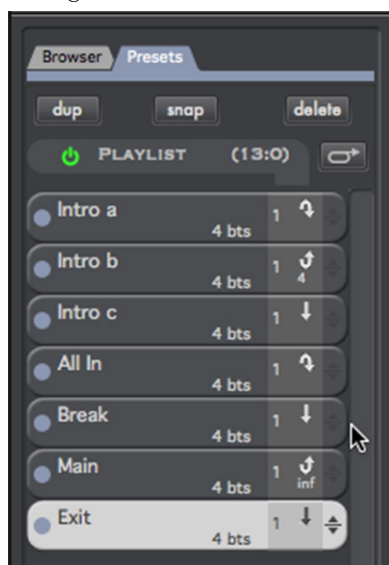 Browser Presets
dup snap delete
PLAYLIST (13:0)
Intro a 1
4 bts
Intro b 1
4 bts 4
Intro c 1
4 bts
All In 1
4 bts
Break 1
4 bts
Main 1
4 bts inf
Exit 1
4 bts